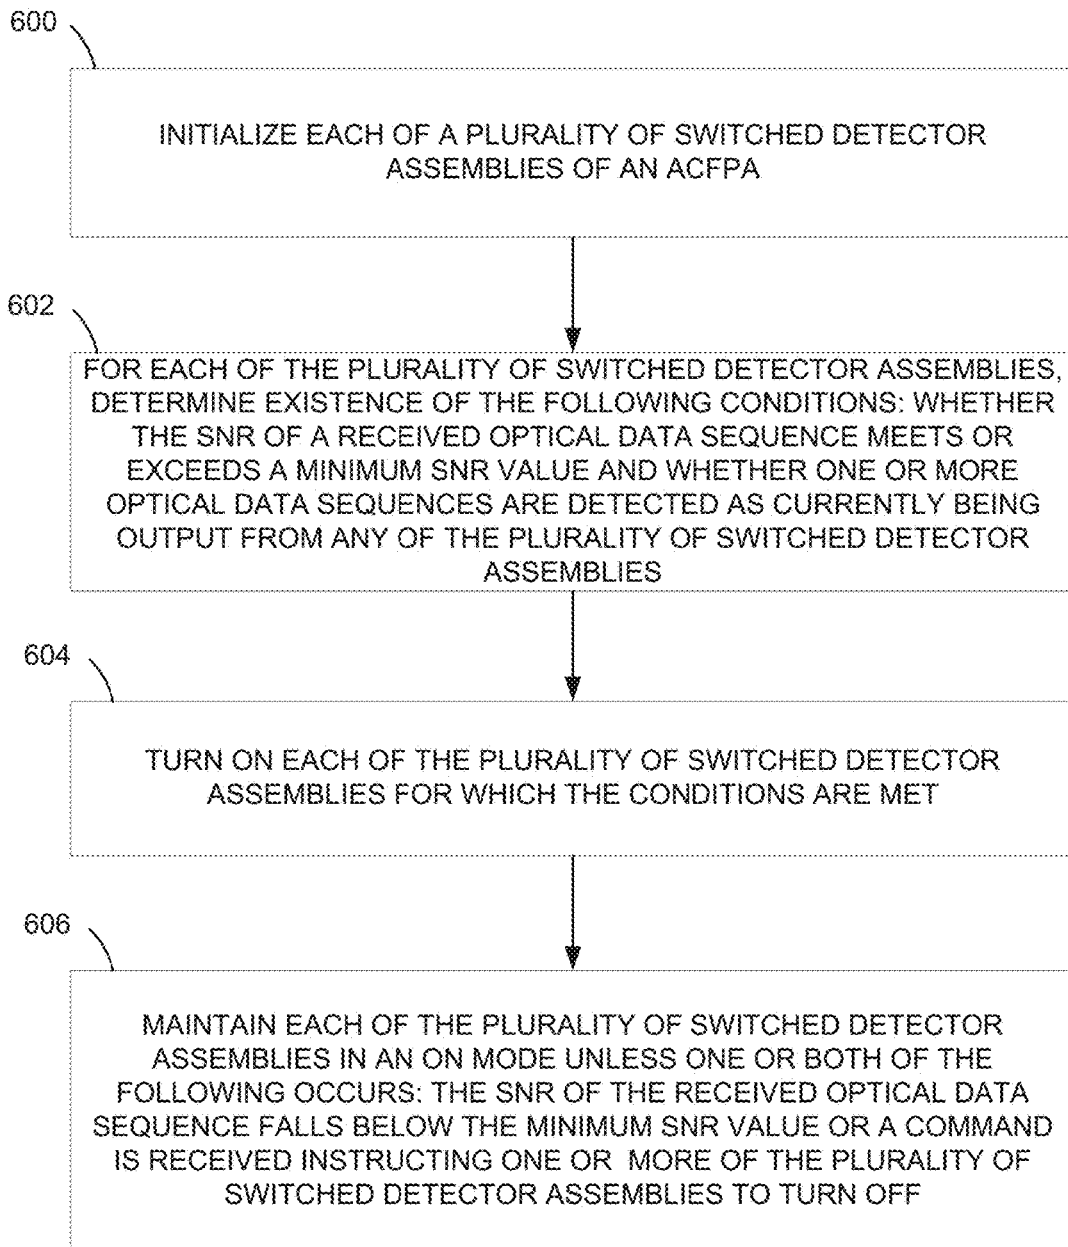 600
INITIALIZE EACH OF A PLURALITY OF SWITCHED DETECTOR
ASSEMBLIES OF AN ACFPA
602
FOR EACH OF THE PLURALITY OF SWITCHED DETECTOR ASSEMBLIES,
DETERMINE EXISTENCE OF THE FOLLOWING CONDITIONS: WHETHER
THE SNR OF A RECEIVED OPTICAL DATA SEQUENCE MEETS OR
EXCEEDS A MINIMUM SNR VALUE AND WHETHER ONE OR MORE
OPTICAL DATA SEQUENCES ARE DETECTED AS CURRENTLY BEING
OUTPUT FROM ANY OF THE PLURALITY OF SWITCHED DETECTOR
ASSEMBLIES
604
TURN ON EACH OF THE PLURALITY OF SWITCHED DETECTOR
ASSEMBLIES FOR WHICH THE CONDITIONS ARE MET
606
MAINTAIN EACH OF THE PLURALITY OF SWITCHED DETECTOR
ASSEMBLIES IN AN ON MODE UNLESS ONE OR BOTH OF THE
FOLLOWING OCCURS: THE SNR OF THE RECEIVED OPTICAL DATA
SEQUENCE FALLS BELOW THE MINIMUM SNR VALUE OR A COMMAND
IS RECEIVED INSTRUCTING ONE OR MORE OF THE PLURALITY OF
SWITCHED DETECTOR ASSEMBLIES TO TURN OFF